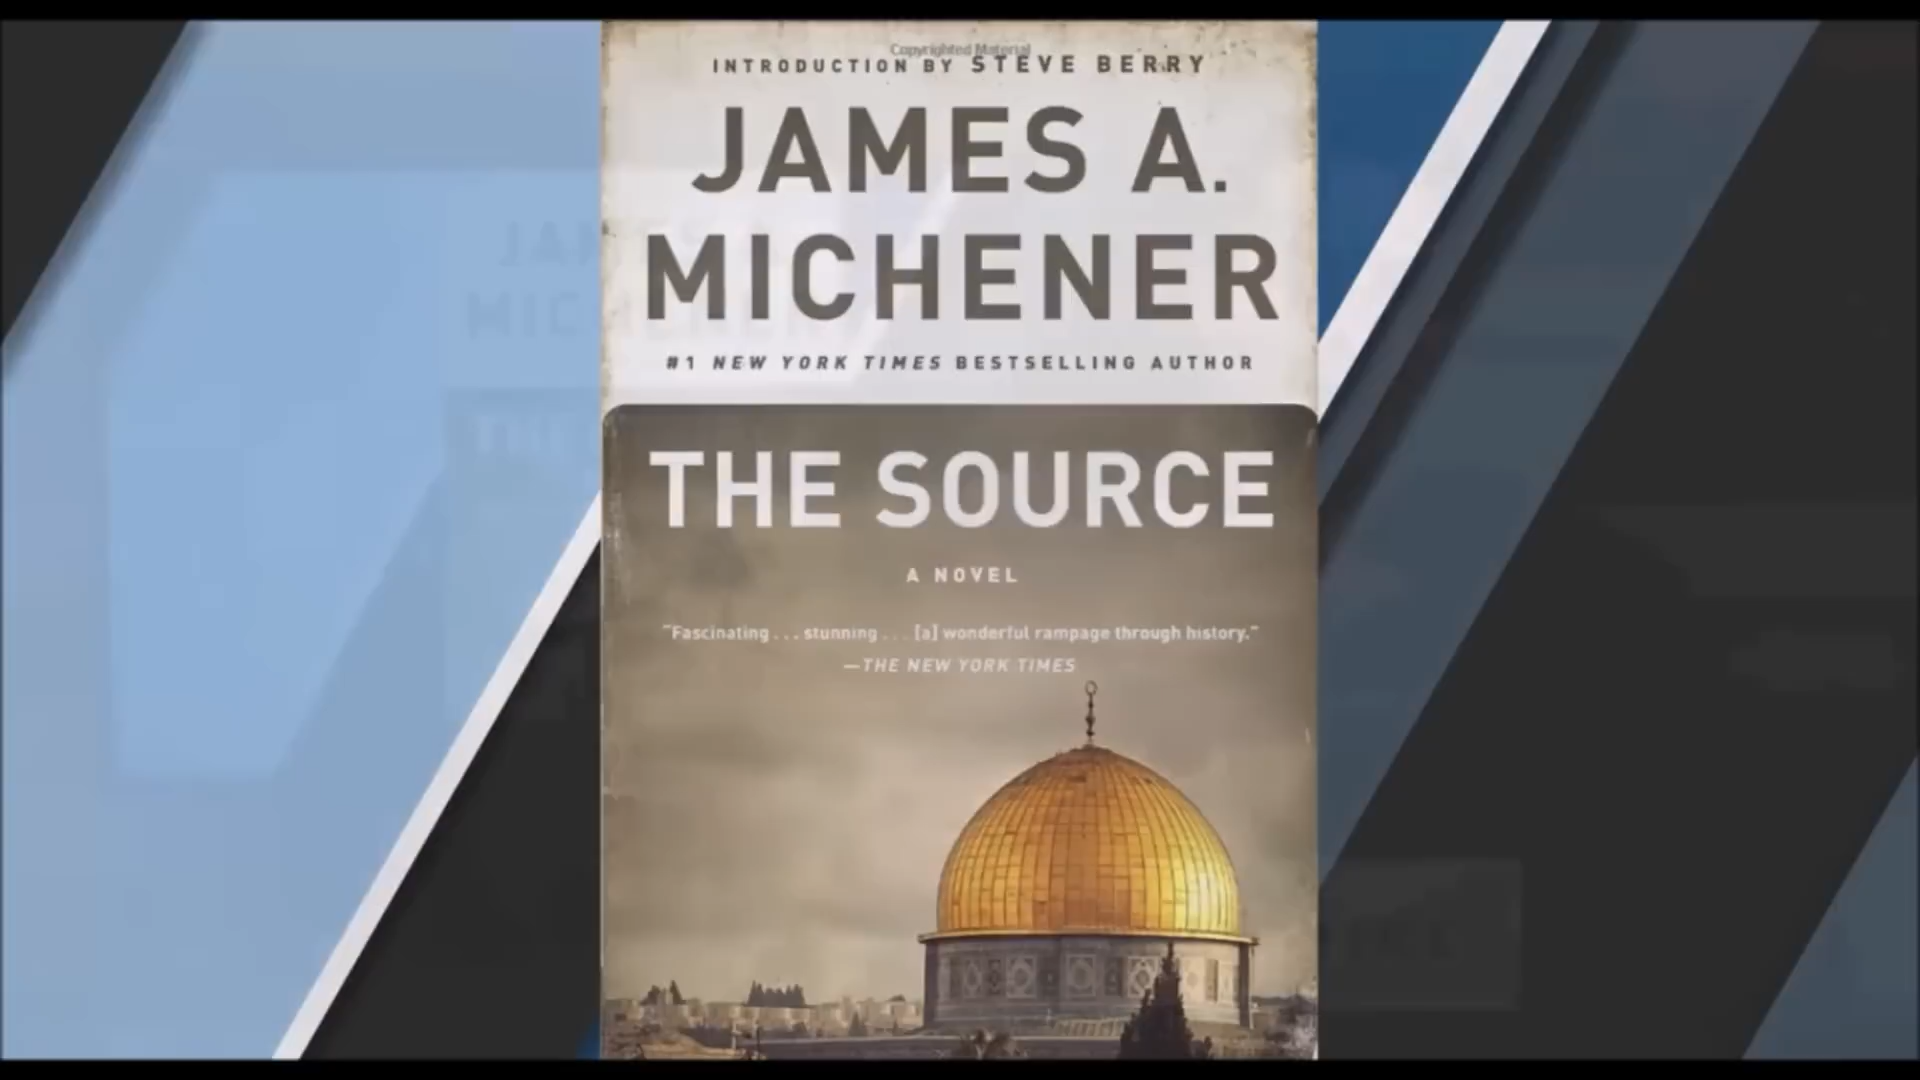 Copyrighted Material
INTRODUCTION BY STEVE BERRY
JAMES A.
MICHENER
#1 NEW YORK TIMES BESTSELLING AUTHOR
THE SOURCE
A NOVEL
"Fascinating . . . stunning . . . [a] wonderful rampage through history."
—THE NEW YORK TIMES